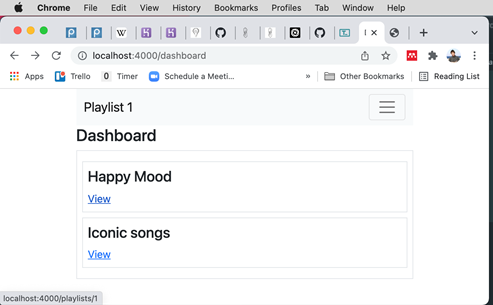 Chrome File Edit View History Bookmarks Profiles Tab Window Help
localhost:4000/dashboard
Apps Trello 0 Timer Schedule a Meeti... » Other Bookmarks Reading List
Playlist 1
Dashboard
Happy Mood
View
Iconic songs
View
localhost:4000/playlists/1